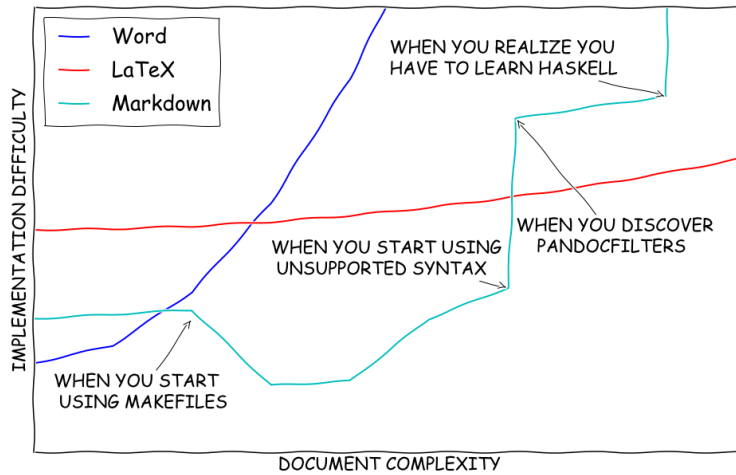 Word
LaTeX
Markdown
WHEN YOU REALIZE YOU
HAVE TO LEARN HASKELL
IMPLEMENTATION DIFFICULTY
WHEN YOU DISCOVER
PANDOCFILTERS
WHEN YOU START USING
UNSUPPORTED SYNTAX
WHEN YOU START
USING MAKEFILES
DOCUMENT COMPLEXITY